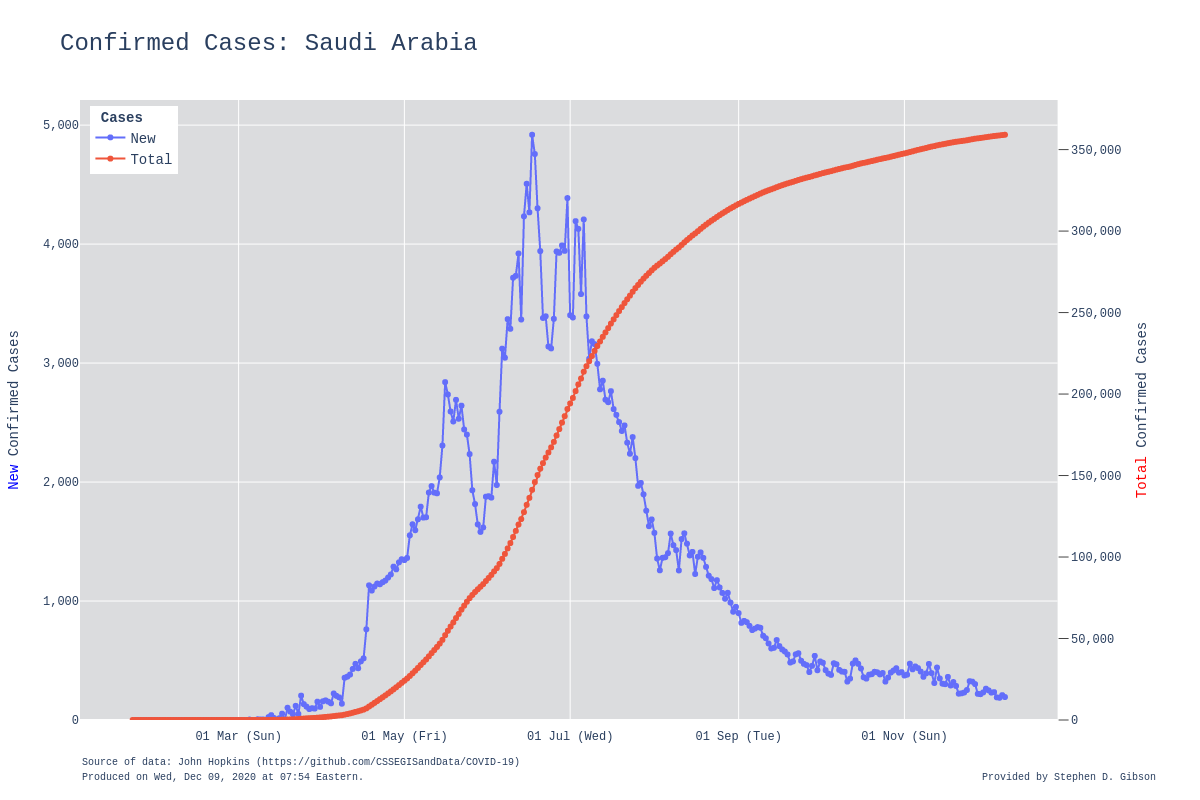 Confirmed Cases: Saudi Arabia
Cases
New
Total
5,000
4,000
3,000
2,000
1,000
0
New Confirmed Cases
350,000
300,000
250,000
200,000
150,000
100,000
50,000
0
Total Confirmed Cases
01 Mar (Sun) 01 May (Fri) 01 Jul (Wed) 01 Sep (Tue) 01 Nov (Sun)
Source of data: John Hopkins (https://github.com/CSSEGISandData/COVID-19)
Produced on Wed, Dec 09, 2020 at 07:54 Eastern.
Provided by Stephen D. Gibson